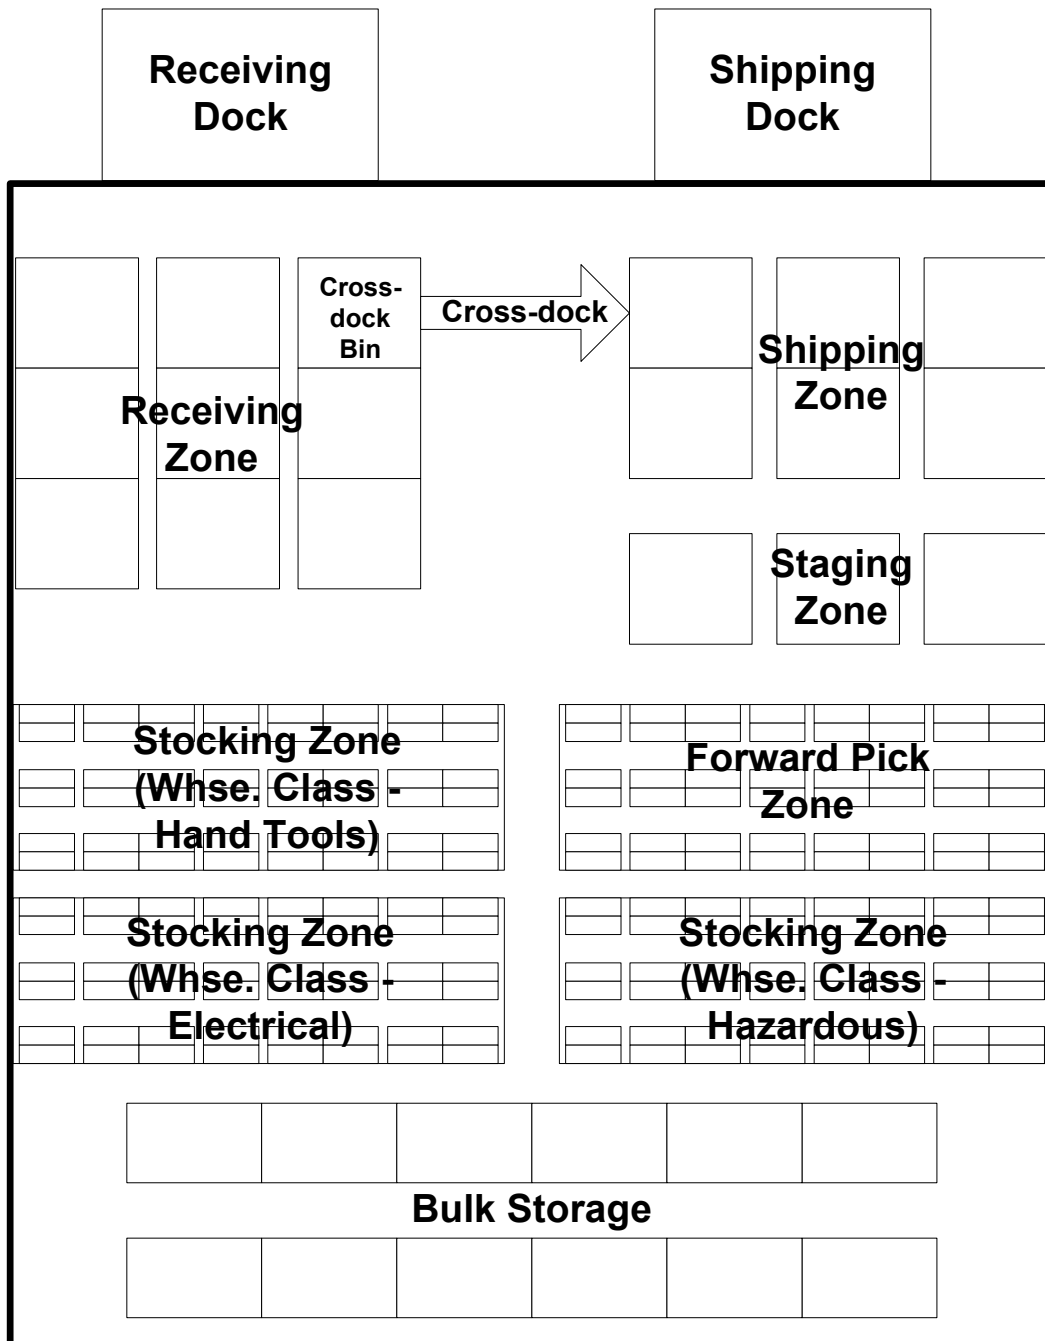 Receiving
Dock
Shipping
Dock
Cross-
dock
Bin
Cross-dock
Shipping
Zone
Receiving
Zone
Staging
Zone
Stocking Zone
(Whse. Class -
Hand Tools)
Forward Pick
Zone
Stocking Zone
(Whse. Class -
Electrical)
Stocking Zone
(Whse. Class -
Hazardous)
Bulk Storage